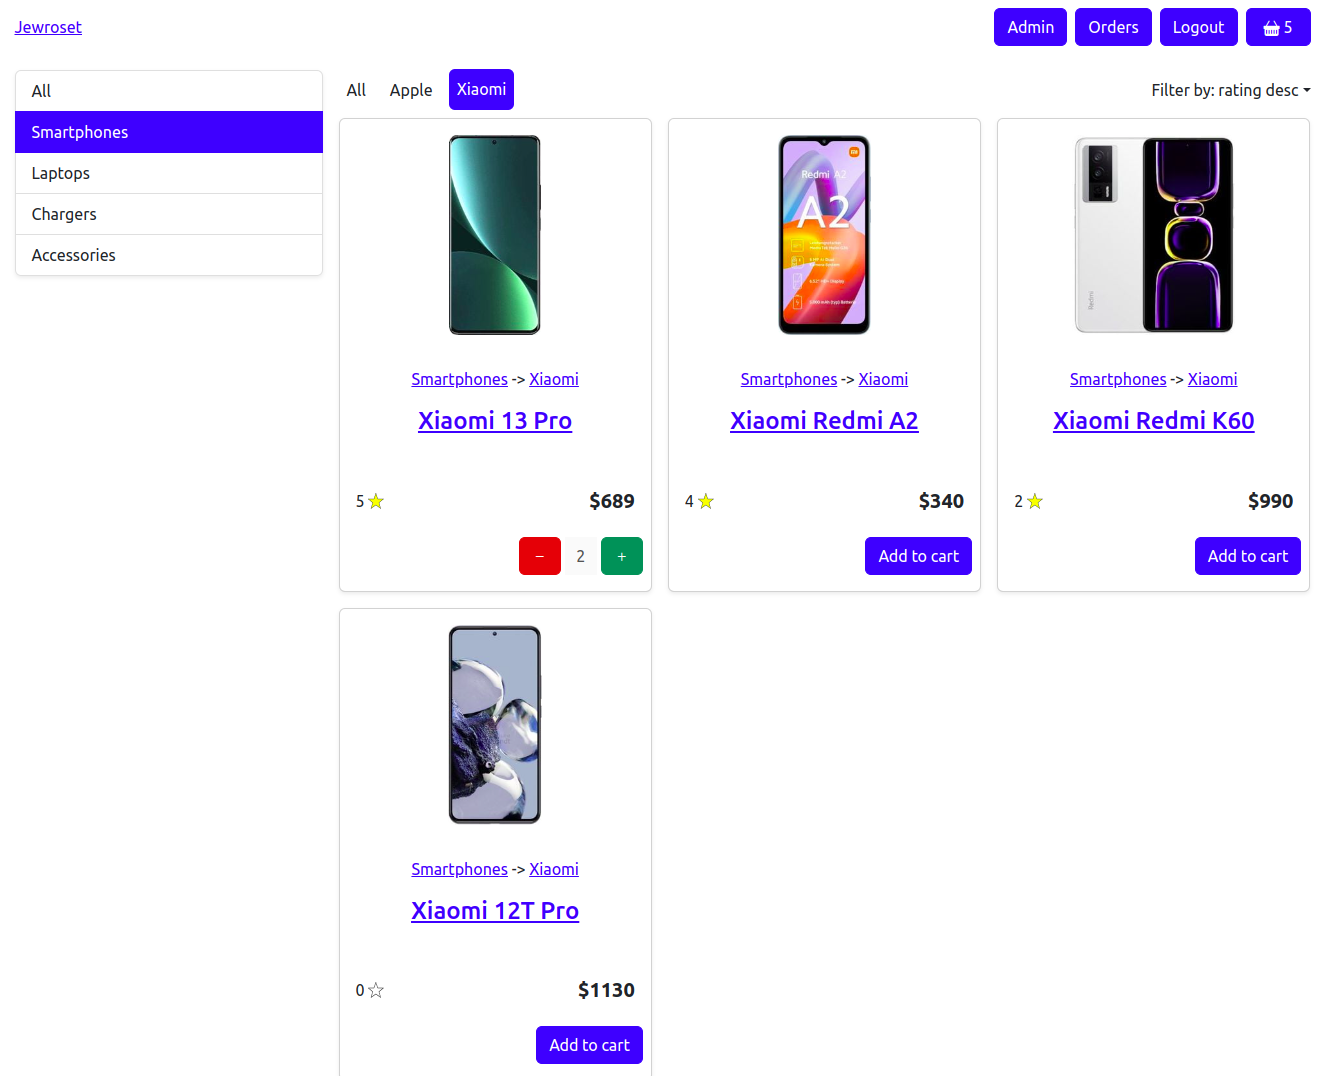 Jewroset
Admin
Orders
Logout
5
All
Smartphones
Laptops
Chargers
Accessories
All
Apple
Xiaomi
Filter by: rating desc
Smartphones -> Xiaomi
Xiaomi 13 Pro
5
$689
−
2
+
Redmi A2
A2
Smartphones -> Xiaomi
Xiaomi Redmi A2
4
$340
Add to cart
Redmi
Smartphones -> Xiaomi
Xiaomi Redmi K60
2
$990
Add to cart
Smartphones -> Xiaomi
Xiaomi 12T Pro
0
$1130
Add to cart